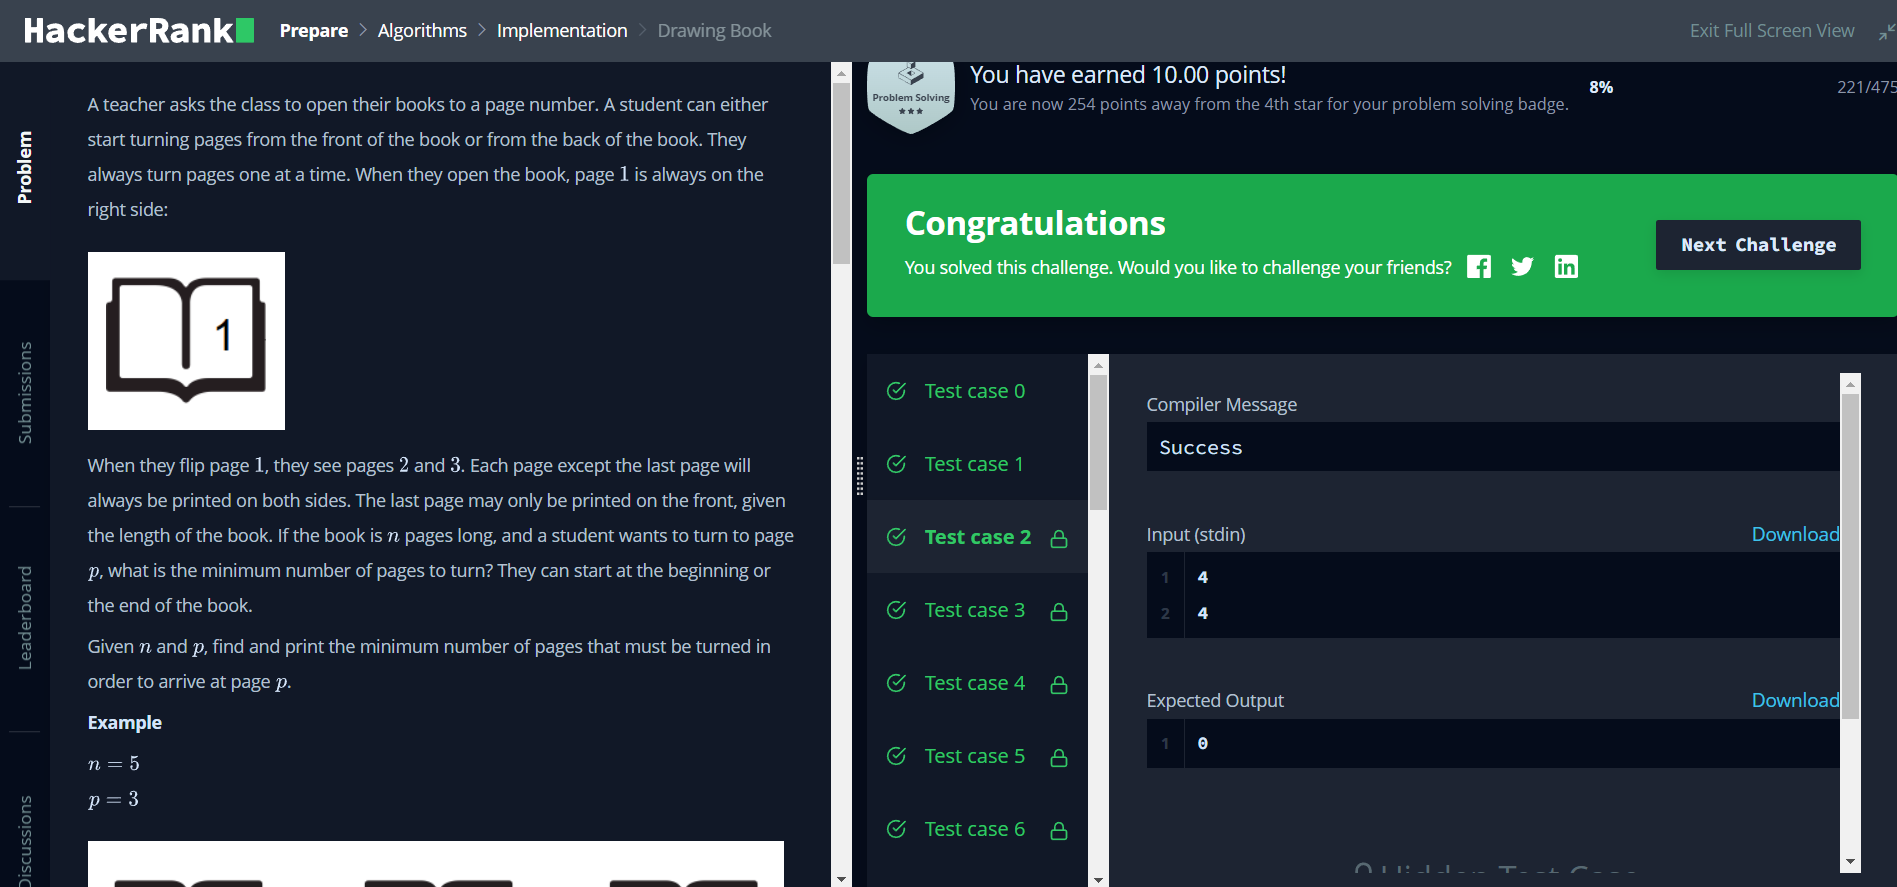 HackerRank
Prepare > Algorithms > Implementation > Drawing Book
Exit Full Screen View
Problem
Submissions
Leaderboard
Discussions
A teacher asks the class to open their books to a page number. A student can either
start turning pages from the front of the book or from the back of the book. They
always turn pages one at a time. When they open the book, page 1 is always on the
right side:
1
When they flip page 1, they see pages 2 and 3. Each page except the last page will
always be printed on both sides. The last page may only be printed on the front, given
the length of the book. If the book is n pages long, and a student wants to turn to page
p, what is the minimum number of pages to turn? They can start at the beginning or
the end of the book.
Given n and p, find and print the minimum number of pages that must be turned in
order to arrive at page p.
Example
n = 5
p = 3
Problem Solving
You have earned 10.00 points!
You are now 254 points away from the 4th star for your problem solving badge.
8%
221/475
Congratulations
You solved this challenge. Would you like to challenge your friends?
Next Challenge
Test case 0
Test case 1
Test case 2
Test case 3
Test case 4
Test case 5
Test case 6
Compiler Message
Success
Input (stdin)
Download
1 4
2 4
Expected Output
Download
1 0
Hidden Test Case